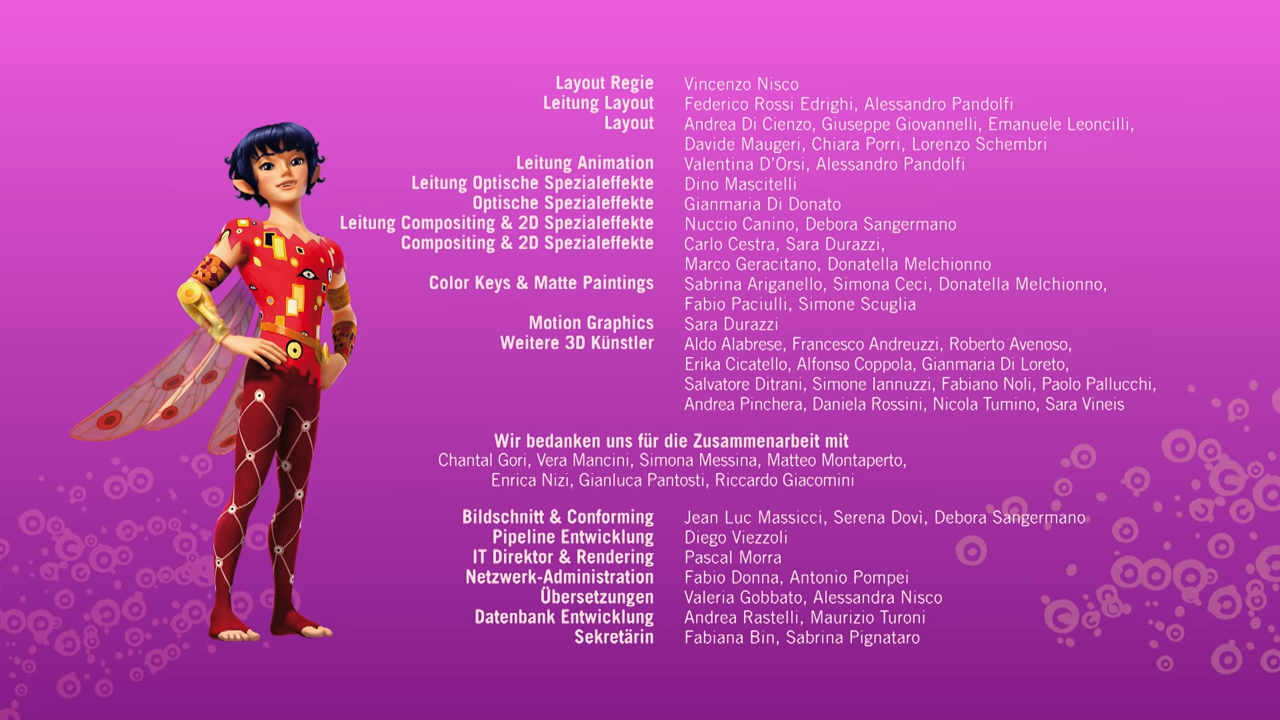 Layout Regie Vincenzo Nisco
Leitung Layout Federico Rossi Edrighi, Alessandro Pandolfi
Layout Andrea Di Cienzo, Giuseppe Giovannelli, Emanuele Leoncilli,
Davide Maugeri, Chiara Porri, Lorenzo Schembri
Leitung Animation Valentina D'Orsi, Alessandro Pandolfi
Leitung Optische Spezialeffekte Dino Mascitelli
Optische Spezialeffekte Gianmaria Di Donato
Leitung Compositing & 2D Spezialeffekte Nuccio Canino, Debora Sangermano
Compositing & 2D Spezialeffekte Carlo Cestra, Sara Durazzi,
Marco Geracitano, Donatella Melchionno
Color Keys & Matte Paintings Sabrina Ariganello, Simona Ceci, Donatella Melchionno,
Fabio Paciulli, Simone Scuglia
Motion Graphics Sara Durazzi
Weitere 3D Künstler Aldo Alabrese, Francesco Andreuzzi, Roberto Avenoso,
Erika Cicatello, Alfonso Coppola, Gianmaria Di Loreto,
Salvatore Ditrani, Simone Iannuzzi, Fabiano Noli, Paolo Pallucchi,
Andrea Pinchera, Daniela Rossini, Nicola Tumino, Sara Vineis
Wir bedanken uns für die Zusammenarbeit mit
Chantal Gori, Vera Mancini, Simona Messina, Matteo Montaperto,
Enrica Nizi, Gianluca Pantosti, Riccardo Giacomini
Bildschnitt & Conforming Jean Luc Massicci, Serena Dovì, Debora Sangermano
Pipeline Entwicklung Diego Viezzoli
IT Direktor & Rendering Pascal Morra
Netzwerk-Administration Fabio Donna, Antonio Pompei
Übersetzungen Valeria Gobbato, Alessandra Nisco
Datenbank Entwicklung Andrea Rastelli, Maurizio Turoni
Sekretärin Fabiana Bin, Sabrina Pignataro